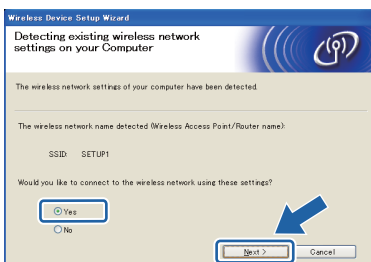 Wireless Device Setup Wizard
Detecting existing wireless network
settings on your Computer
The wireless network settings of your computer have been detected.
The wireless network name detected (Wireless Access Point/Router name):
SSID: SETUP1
Would you like to connect to the wireless network using these settings?
Yes
No
Next > Cancel